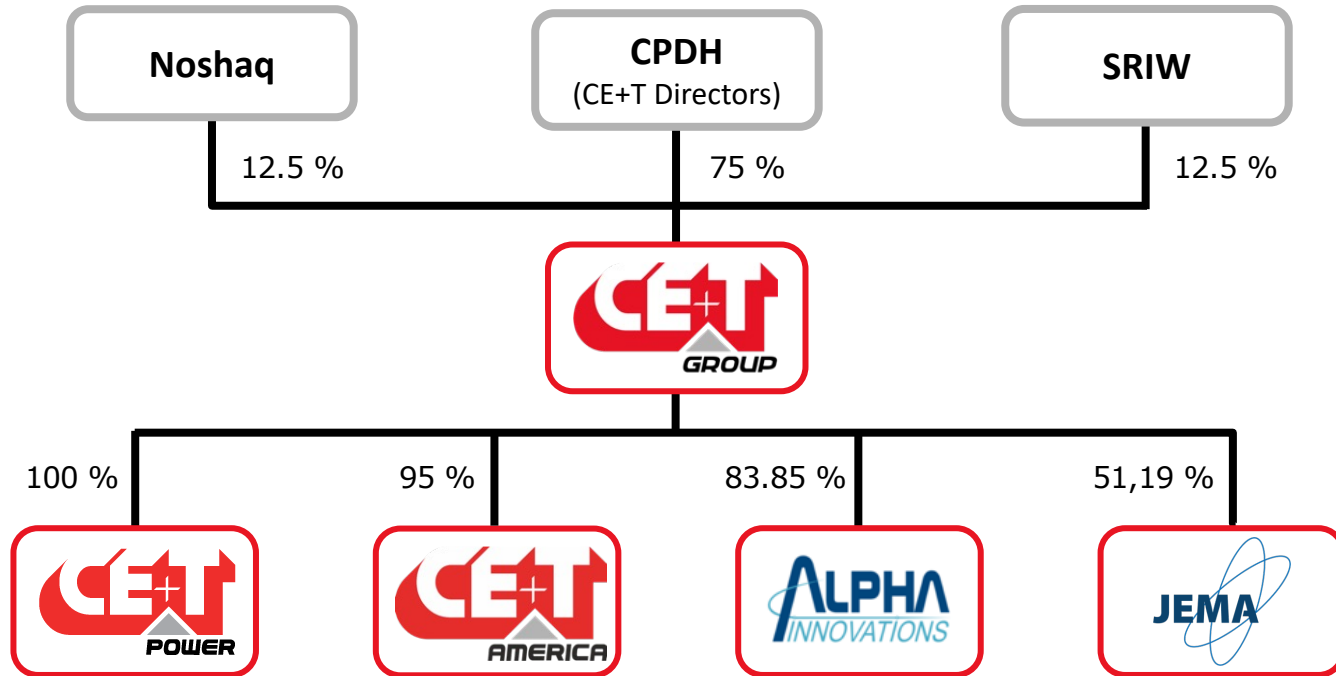 Noshaq
CPDH
(CE+T Directors)
SRIW
12.5 %
75 %
12.5 %
CE+T
GROUP
100 %
95 %
83.85 %
51,19 %
CE+T
POWER
CE+T
AMERICA
ALPHA
INNOVATIONS
JEMA